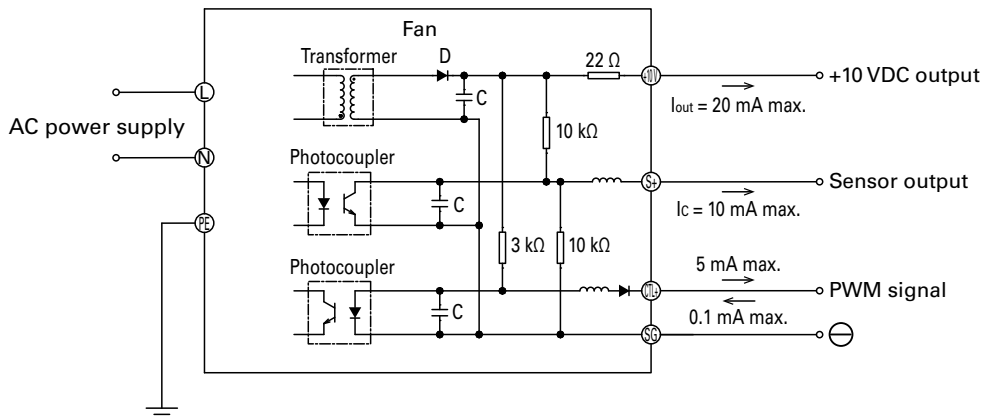 Fan
Transformer
D
22 Ω
+10V
+10 VDC output
L
C
Iout = 20 mA max.
AC power supply
10 kΩ
N
Photocoupler
S+
Sensor output
C
Ic = 10 mA max.
PE
3 kΩ
10 kΩ
Photocoupler
5 mA max.
CTL+
PWM signal
C
0.1 mA max.
SG
⊖